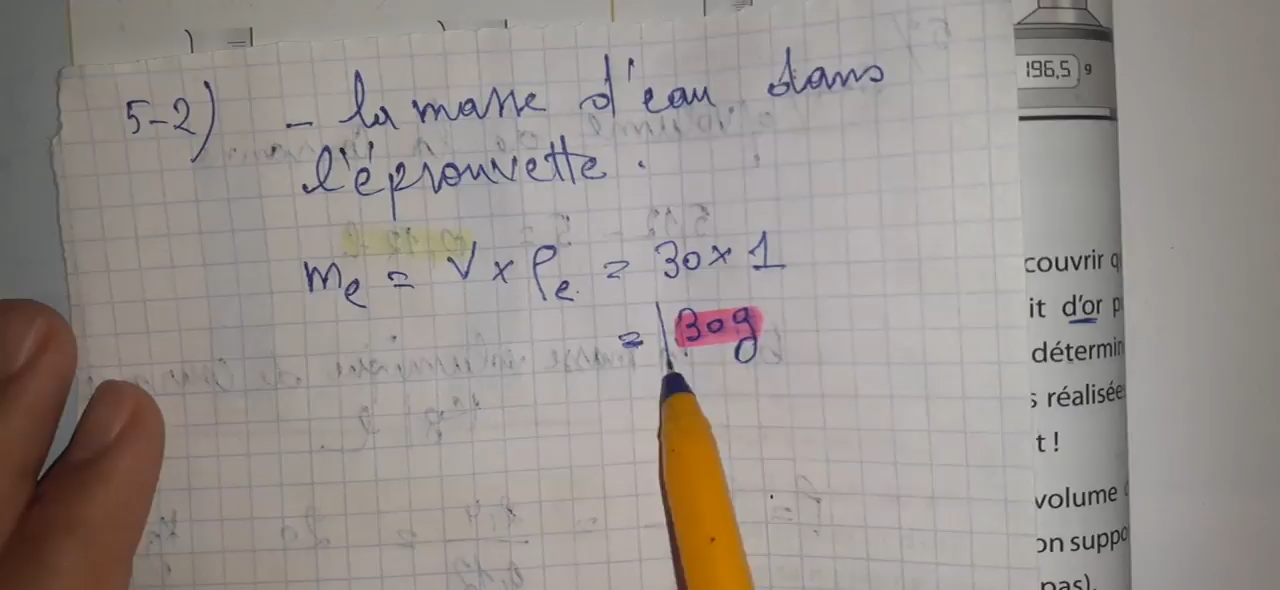 5-2) - la masse d'eau dans
l'éprouvette.
me = V × ρe = 30 × 1
= 30g
196,5 g
couvrir q
it d'or p
détermin
s réalisée
t !
volume
on suppo
pas).